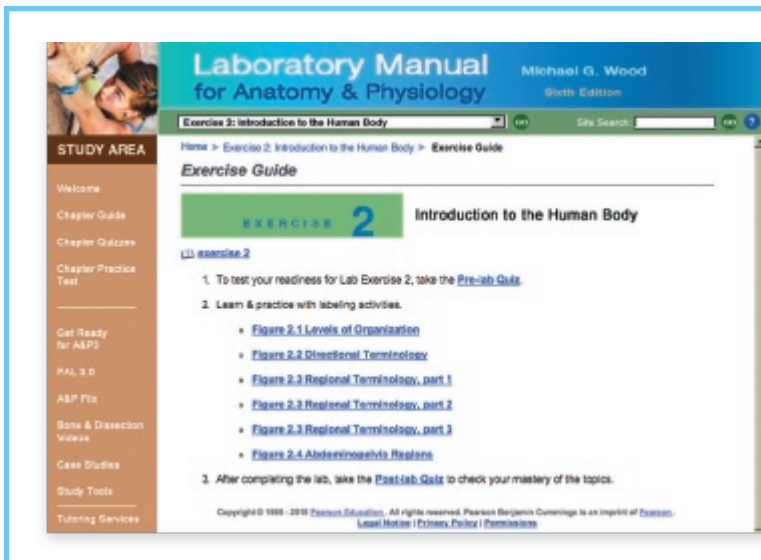 Laboratory Manual
for Anatomy & Physiology
Michael G. Wood
Sixth Edition
Exercise 2: Introduction to the Human Body
GO
Site Search:
GO
?
STUDY AREA
Welcome
Chapter Guide
Chapter Quizzes
Chapter Practice
Test
Get Ready
for A&P3
PAL 3.0
A&P Flix
Bone & Dissection
Videos
Case Studies
Study Tools
Tutoring Services
Home > Exercise 2: Introduction to the Human Body > Exercise Guide
Exercise Guide
EXERCISE 2
Introduction to the Human Body
exercise 2
1. To test your readiness for Lab Exercise 2, take the Pre-lab Quiz.
2. Learn & practice with labeling activities.
Figure 2.1 Levels of Organization
Figure 2.2 Directional Terminology
Figure 2.3 Regional Terminology, part 1
Figure 2.3 Regional Terminology, part 2
Figure 2.3 Regional Terminology, part 3
Figure 2.4 Abdominopelvic Regions
3. After completing the lab, take the Post-lab Quiz to check your mastery of the topics.
Copyright © 1995 - 2010 Pearson Education. All rights reserved. Pearson Benjamin Cummings is an imprint of Pearson.
Legal Notice | Privacy Policy | Permissions